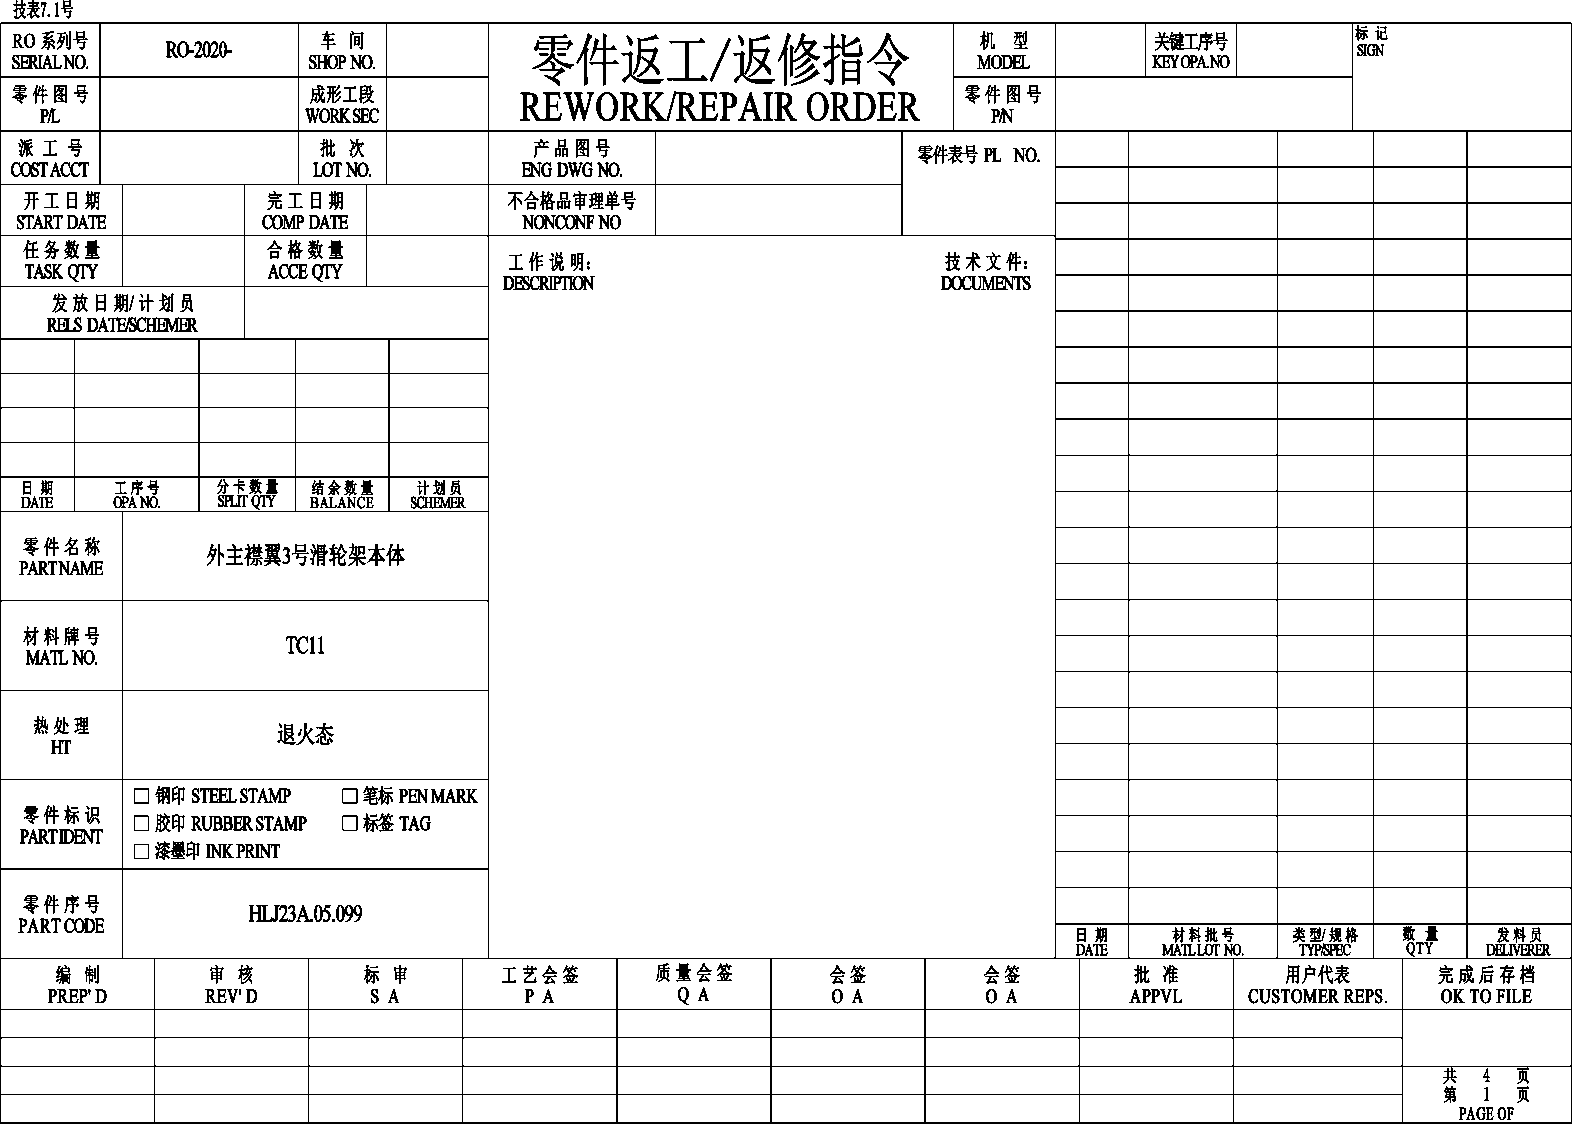 技表7.1号
RO 系列号
SERIAL NO.
RO-2020-
车 间
SHOP NO.
零件返工/返修指令
REWORK/REPAIR ORDER
机 型
MODEL
关键工序号
KEY OPA.NO
标 记
SIGN
零件图号
P/L
成形工段
WORK SEC
零件图号
P/N
派工号
COST ACCT
批 次
LOT NO.
产品图号
ENG DWG NO.
零件表号 PL NO.
开工日期
START DATE
完工日期
COMP DATE
不合格品审理单号
NONCONF NO
任务数量
TASK QTY
合格数量
ACCE QTY
工作说明:
DESCRIPTION
技术文件:
DOCUMENTS
发放日期/计划员
RELS DATE/SCHEMER
日 期
DATE
工序号
OPA NO.
分卡数量
SPLIT QTY
结余数量
BALANCE
计划员
SCHEMER
零件名称
PART NAME
外主襟翼3号滑轮架本体
材料牌号
MATL NO.
TC11
热处理
HT
退火态
零件标识
PART IDENT
□ 钢印 STEEL STAMP □ 笔标 PEN MARK
□ 胶印 RUBBER STAMP □ 标签 TAG
□ 漆墨印 INK PRINT
零件序号
PART CODE
HLJ23A.05.099
日 期
DATE
材料批号
MATL LOT NO.
类型/规格
TYP/SPEC
数 量
QTY
发料员
DELIVERER
编 制
PREP' D
审 核
REV' D
标 审
S A
工艺会签
P A
质量会签
Q A
会签
O A
会签
O A
批 准
APPVL
用户代表
CUSTOMER REPS.
完成后存档
OK TO FILE
共 4 页
第 1 页
PAGE OF